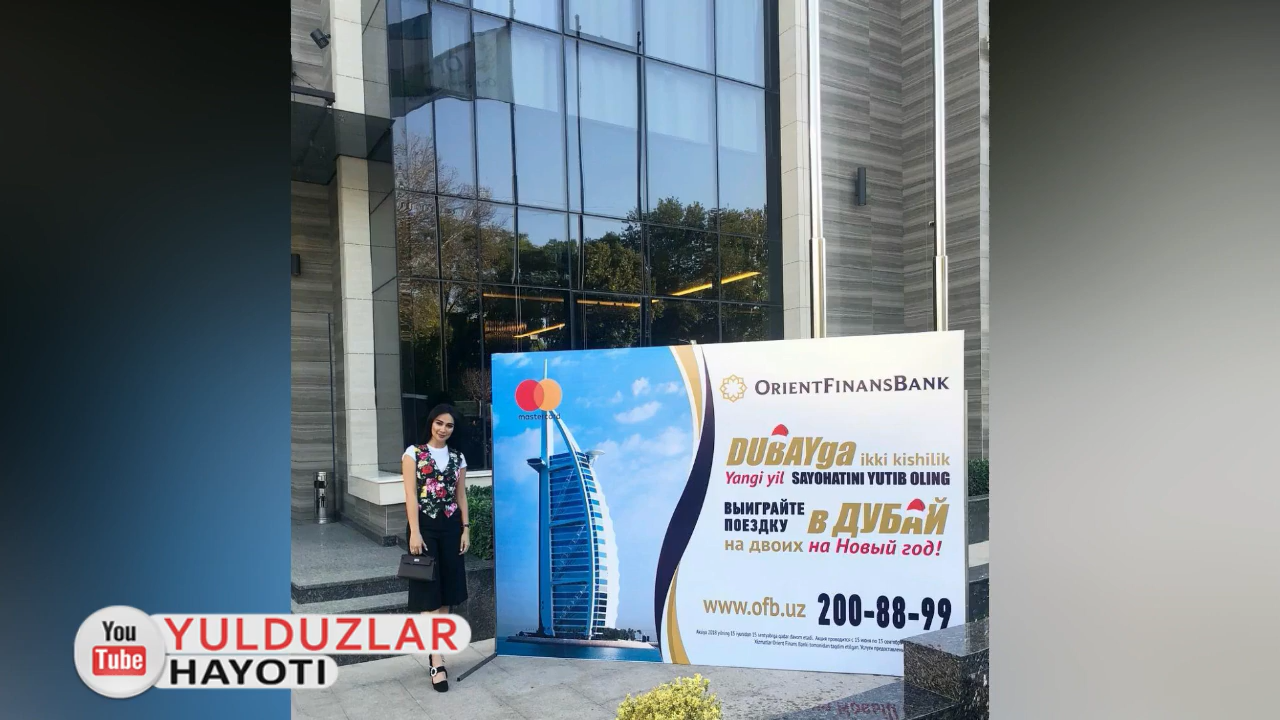 mastercard
ORIENTFINANSBANK
DUBAYga ikki kishilik
Yangi yil SAYOHATINI YUTIB OLING
ВЫИГРАЙТЕ
ПОЕЗДКУ
в ДУБАЙ
на двоих на Новый год!
www.ofb.uz 200-88-99
You
Tube
YULDUZLAR
HAYOTI